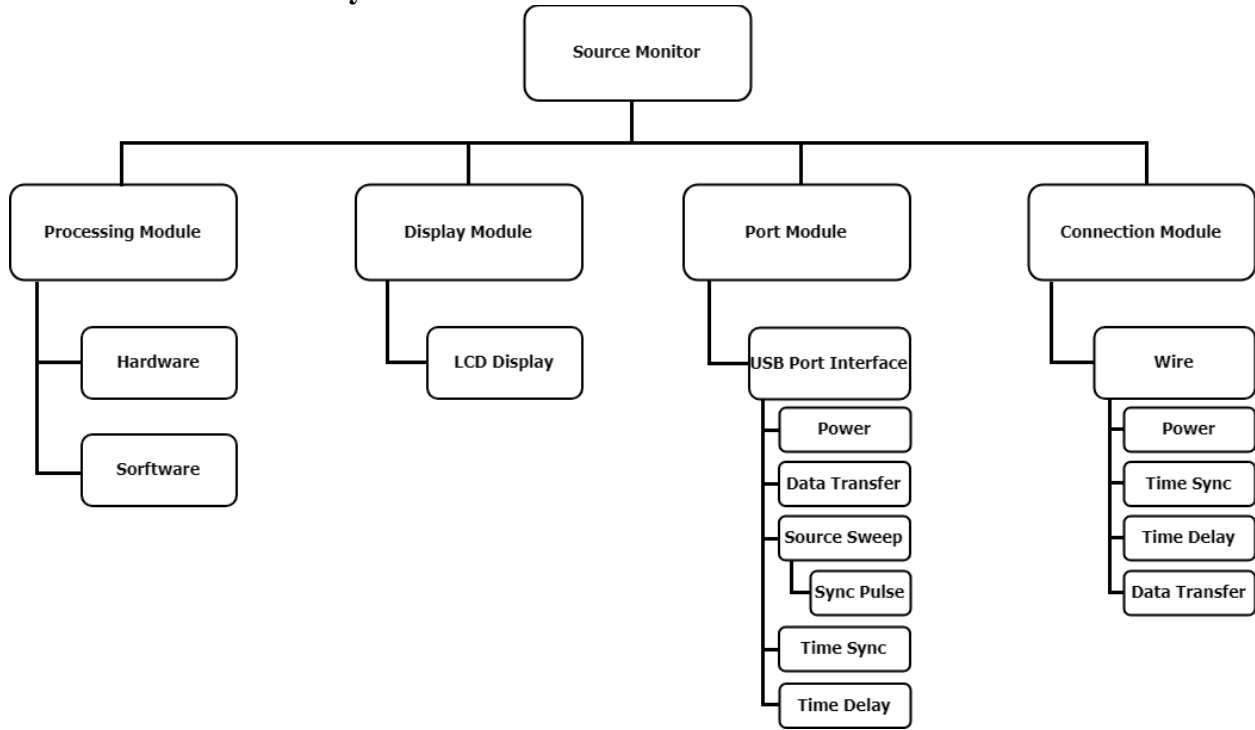 Source Monitor
Processing Module
Display Module
Port Module
Connection Module
Hardware
LCD Display
USB Port Interface
Wire
Sorftware
Power
Data Transfer
Source Sweep
Sync Pulse
Time Sync
Time Delay
Power
Time Sync
Time Delay
Data Transfer